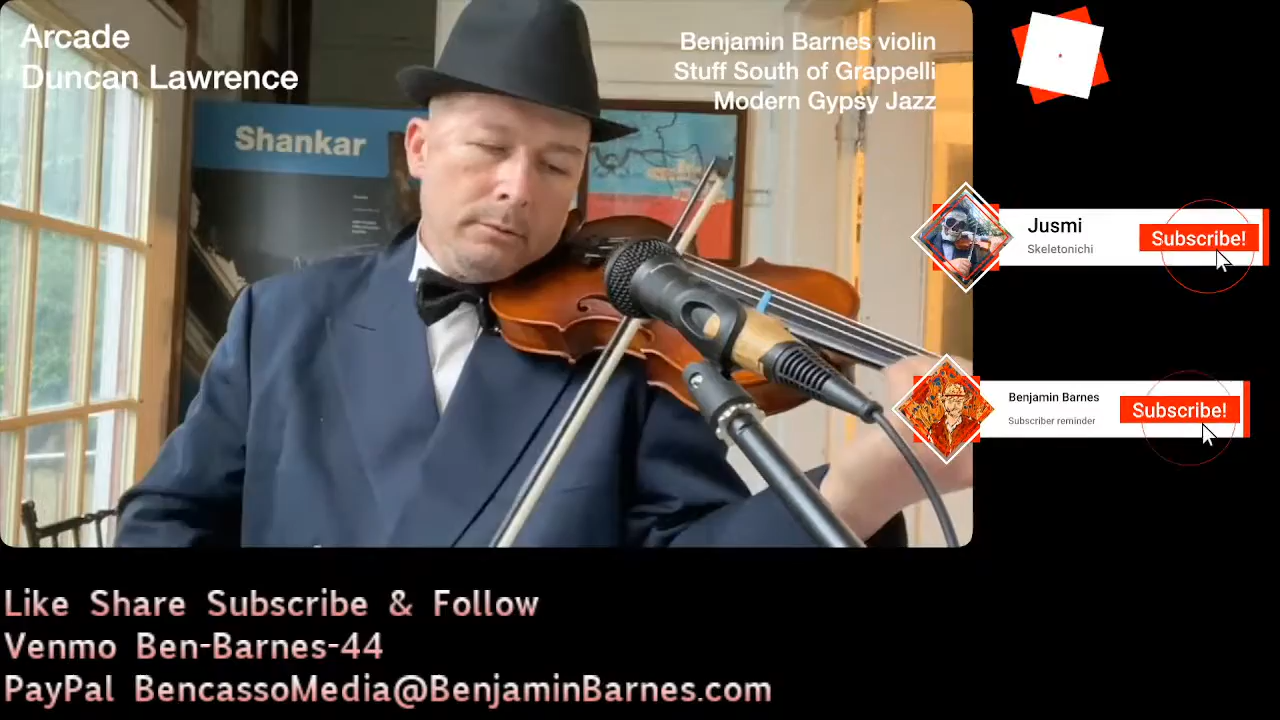 Arcade
Duncan Lawrence
Benjamin Barnes violin
Stuff South of Grappelli
Modern Gypsy Jazz
Shankar
Jusmi
Skeletonichi
Subscribe!
Benjamin Barnes
Subscriber reminder
Subscribe!
Like Share Subscribe & Follow
Venmo Ben-Barnes-44
PayPal BencassoMedia@BenjaminBarnes.com